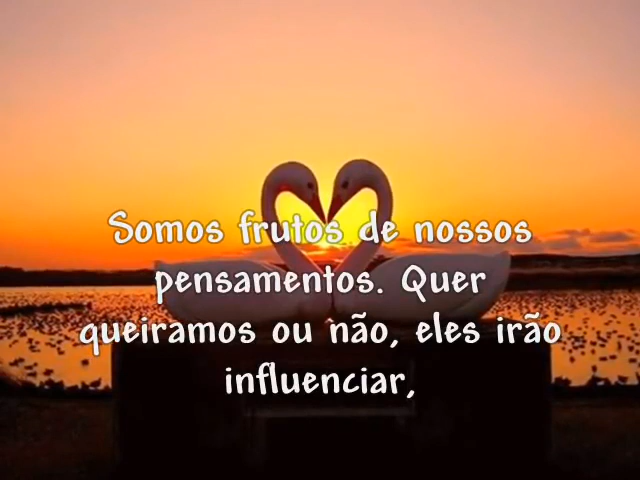 Somos frutos de nossos
pensamentos. Quer
queiramos ou não, eles irão
influenciar,